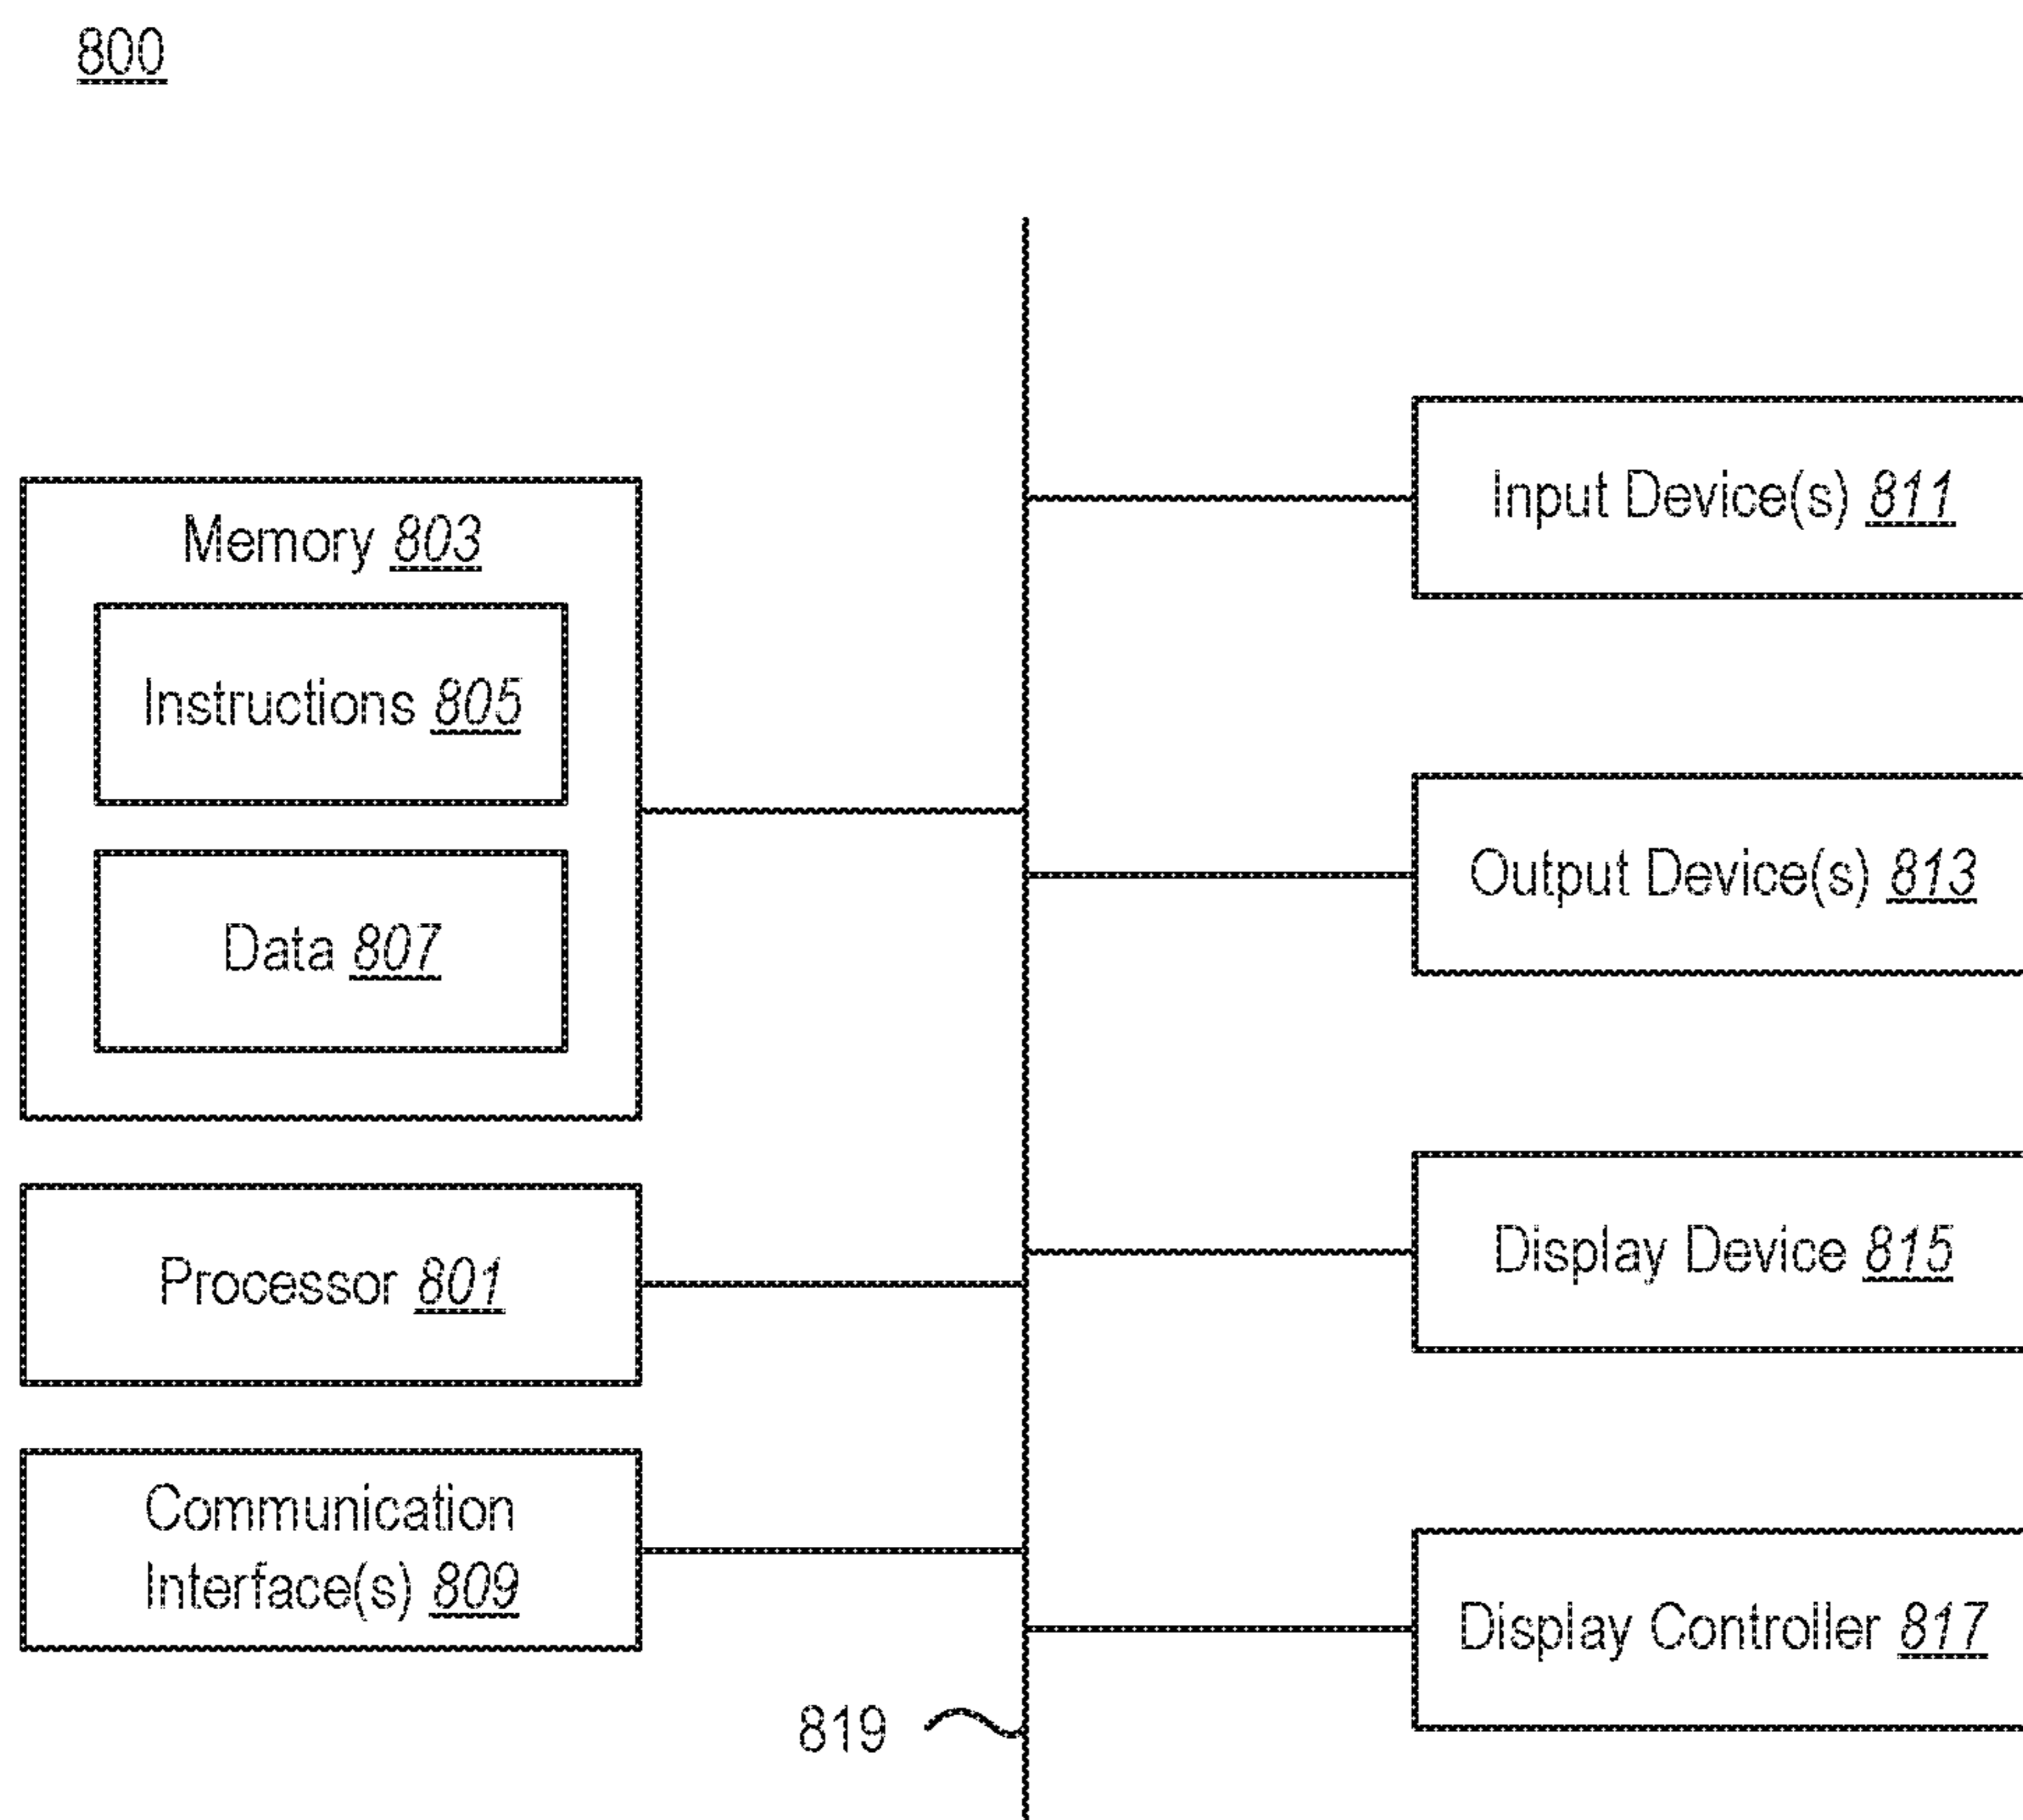 800
Memory 803
Instructions 805
Data 807
Processor 801
Communication
Interface(s) 809
Input Device(s) 811
Output Device(s) 813
Display Device 815
Display Controller 817
819